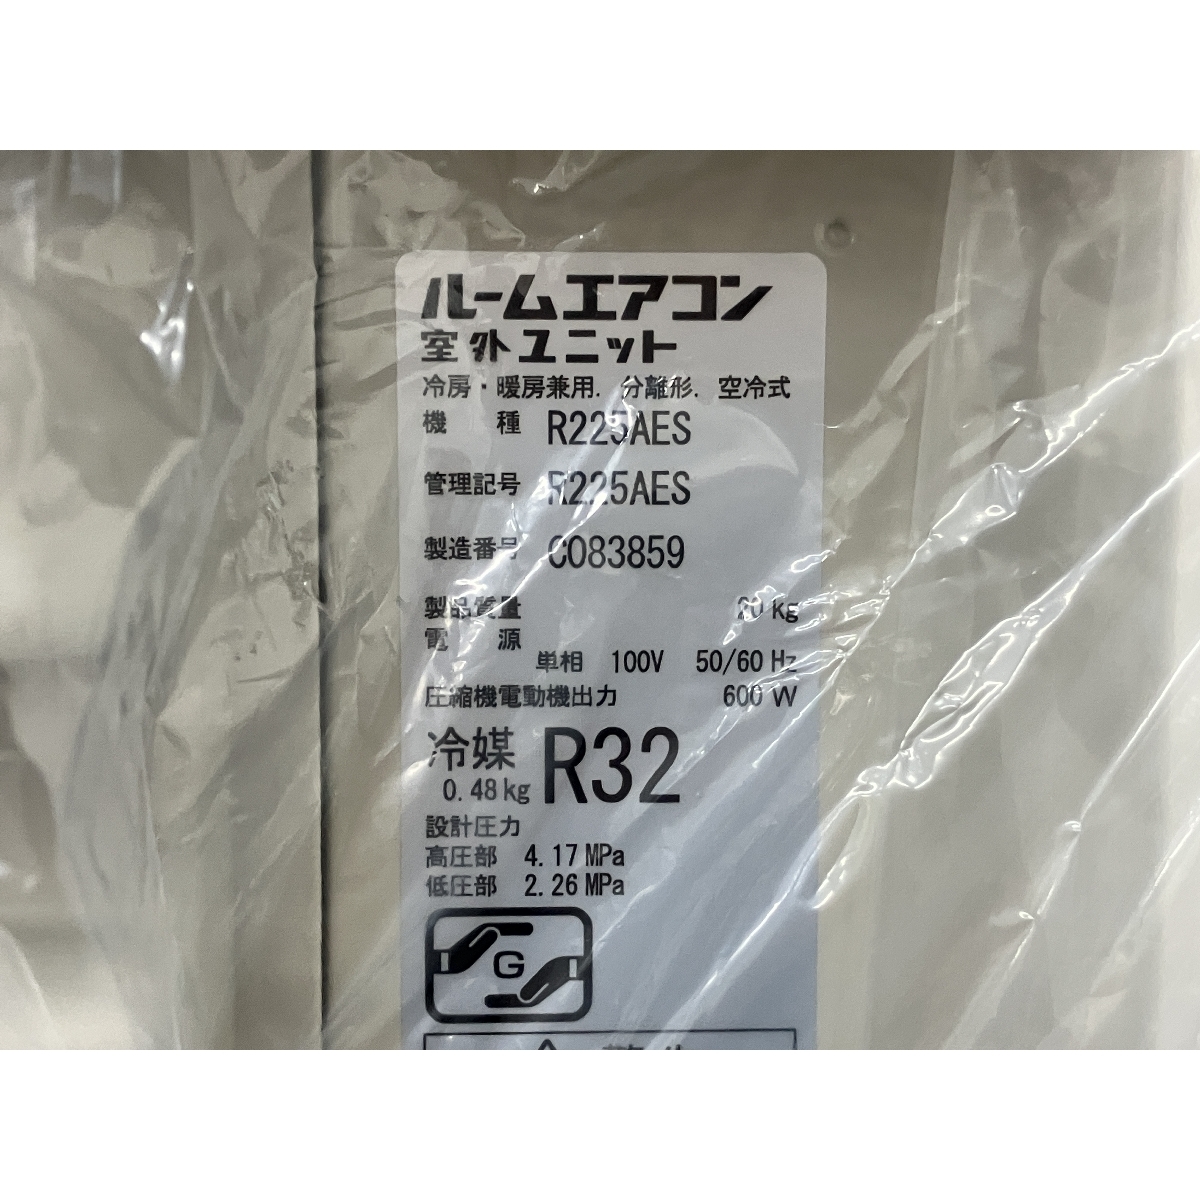 ルームエアコン
室外ユニット
冷房・暖房兼用. 分離形. 空冷式
機 種 R225AES
管理記号 R225AES
製造番号 C083859
製品質量 20 kg
電 源
単相 100V 50/60 Hz
圧縮機電動機出力 600 W
冷媒 R32
0.48kg
設計圧力
高圧部 4.17 MPa
低圧部 2.26 MPa
G